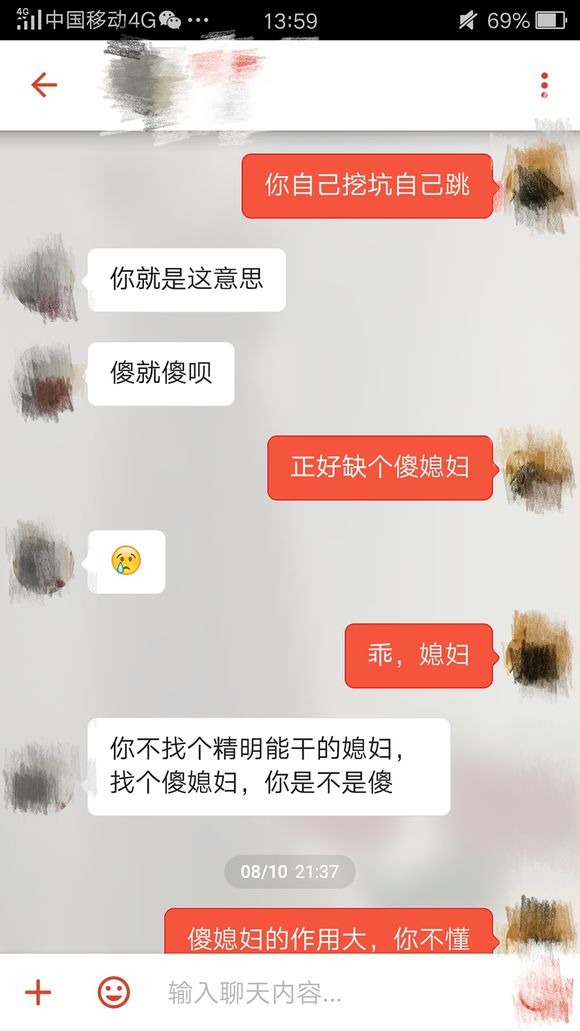 4G
中国移动4G
13:59
69%
你自己挖坑自己跳
你就是这意思
傻就傻呗
正好缺个傻媳妇
乖，媳妇
你不找个精明能干的媳妇，
找个傻媳妇，你是不是傻
08/10 21:37
傻媳妇的作用大，你不懂
输入聊天内容...